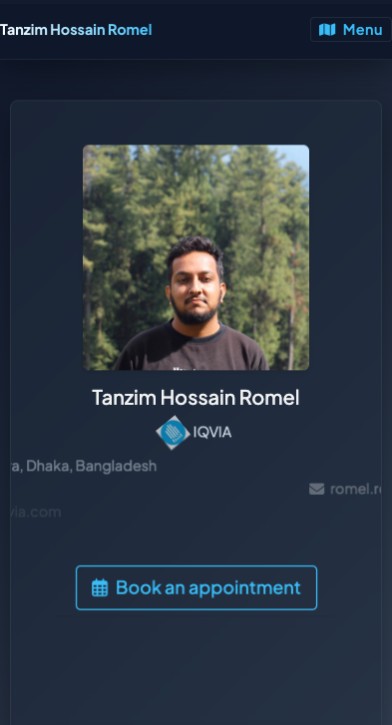 Tanzim Hossain Romel
Menu
Tanzim Hossain Romel
IQVIA
a, Dhaka, Bangladesh
romel.r
via.com
Book an appointment